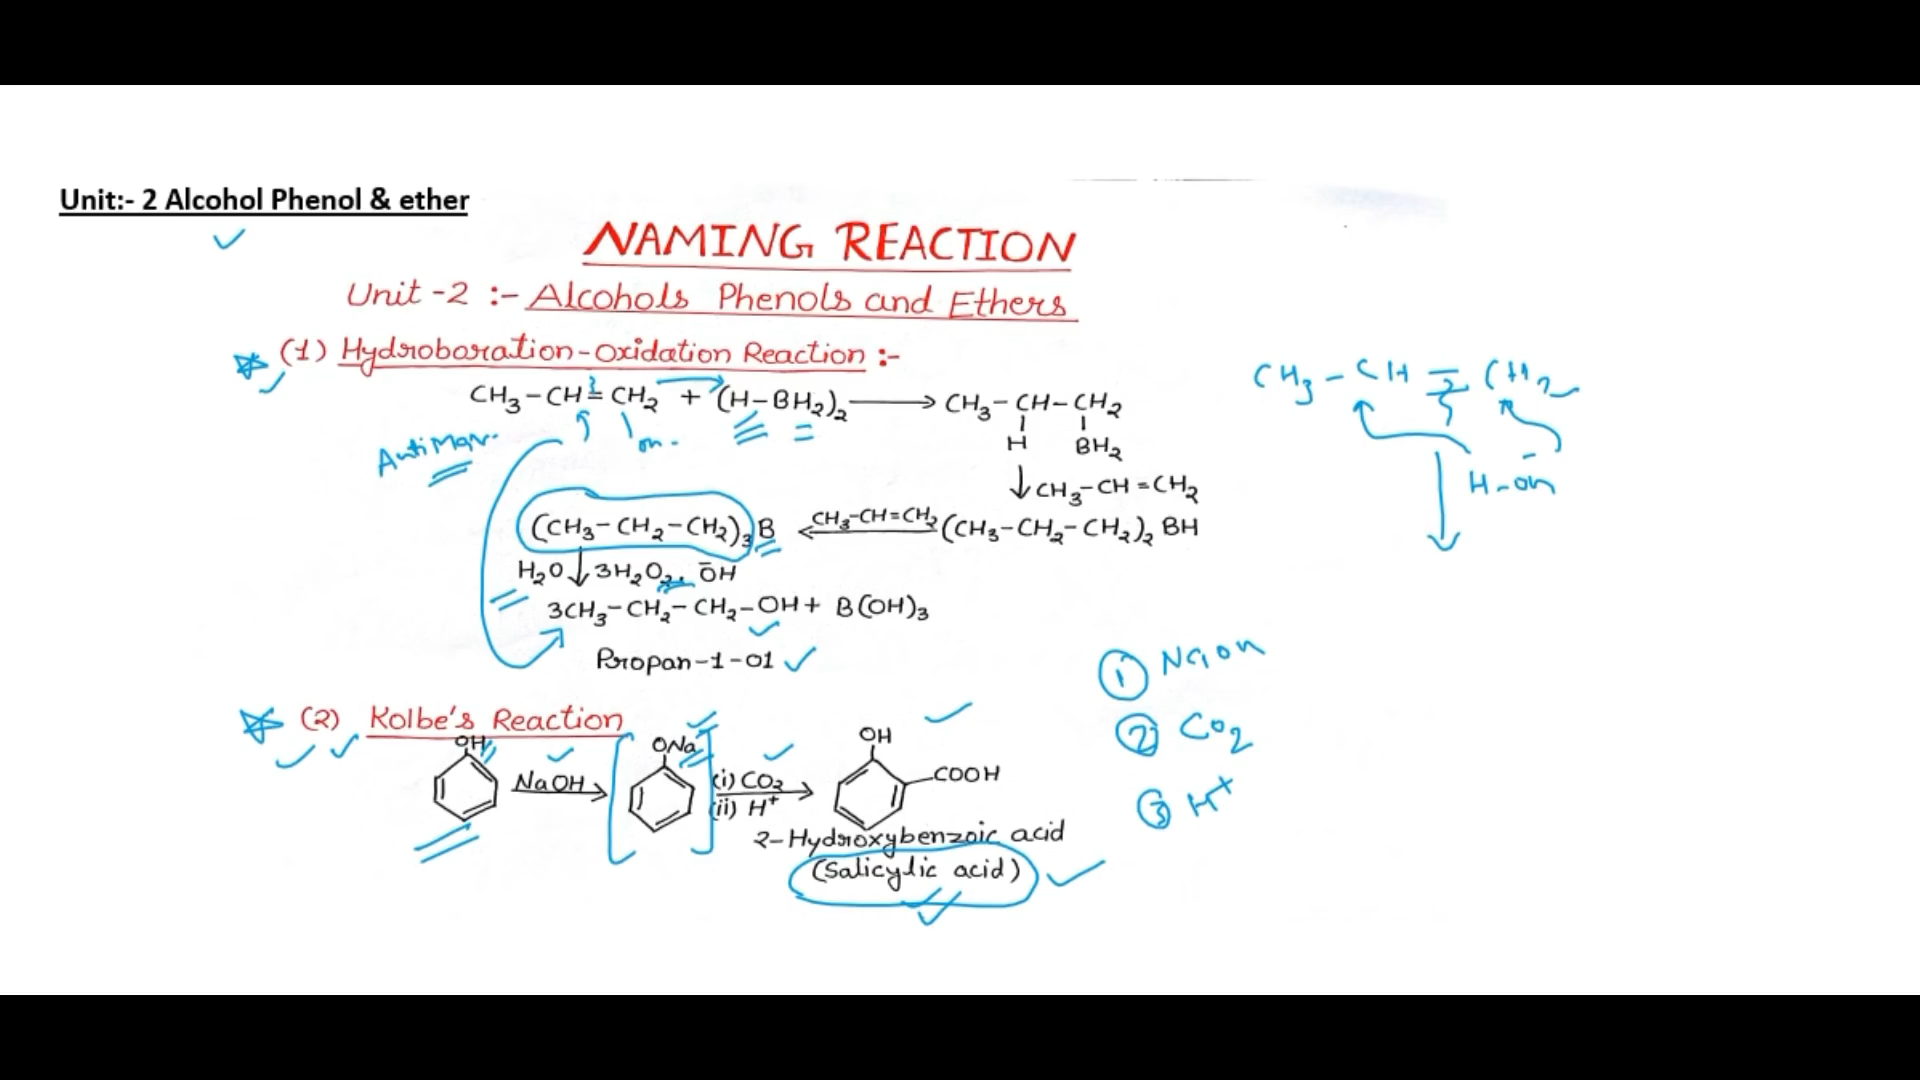 Unit:- 2 Alcohol Phenol & ether
NAMING REACTION
Unit -2 :- Alcohols Phenols and Ethers
(1) Hydroboration-Oxidation Reaction :-
CH₃-CH=CH₂ + (H-BH₂)₂ → CH₃-CH-CH₂
H BH₂
AntiMar.
↓ CH₃-CH=CH₂
(CH₃-CH₂-CH₂)₃ B ← CH₃-CH=CH₂ (CH₃-CH₂-CH₂)₂ BH
H₂O ↓ 3H₂O₂, ŌH
3CH₃-CH₂-CH₂-OH + B(OH)₃
Propan-1-ol
(2) Kolbe's Reaction
OH
NaOH →
ONa
(i) CO₂
(ii) H⁺
OH
COOH
2-Hydroxybenzoic acid
(Salicylic acid)
CH₃ - CH = CH₂
H-OH
① NaOH
② CO₂
③ H⁺